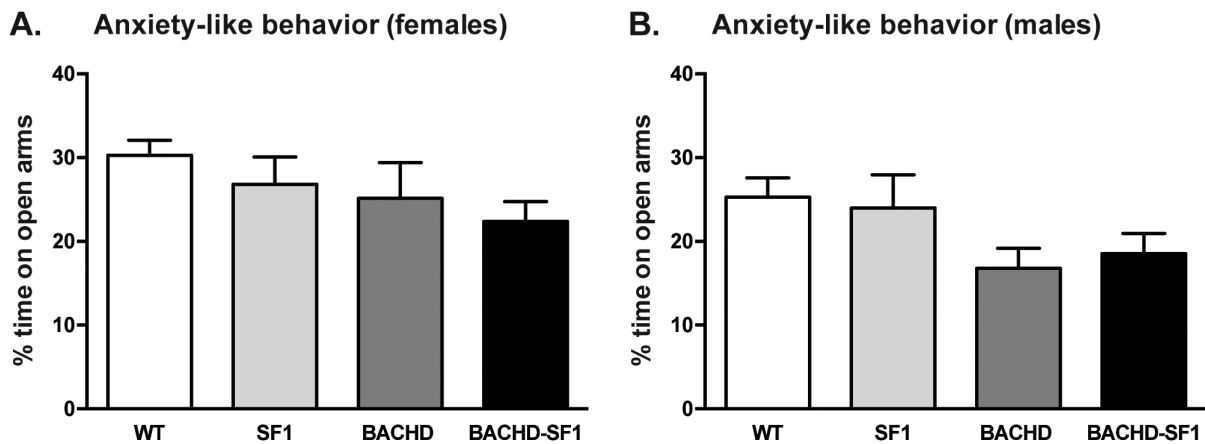 A. Anxiety-like behavior (females)
% time on open arms
40
30
20
10
0
WT SF1 BACHD BACHD-SF1
B. Anxiety-like behavior (males)
% time on open arms
40
30
20
10
0
WT SF1 BACHD BACHD-SF1